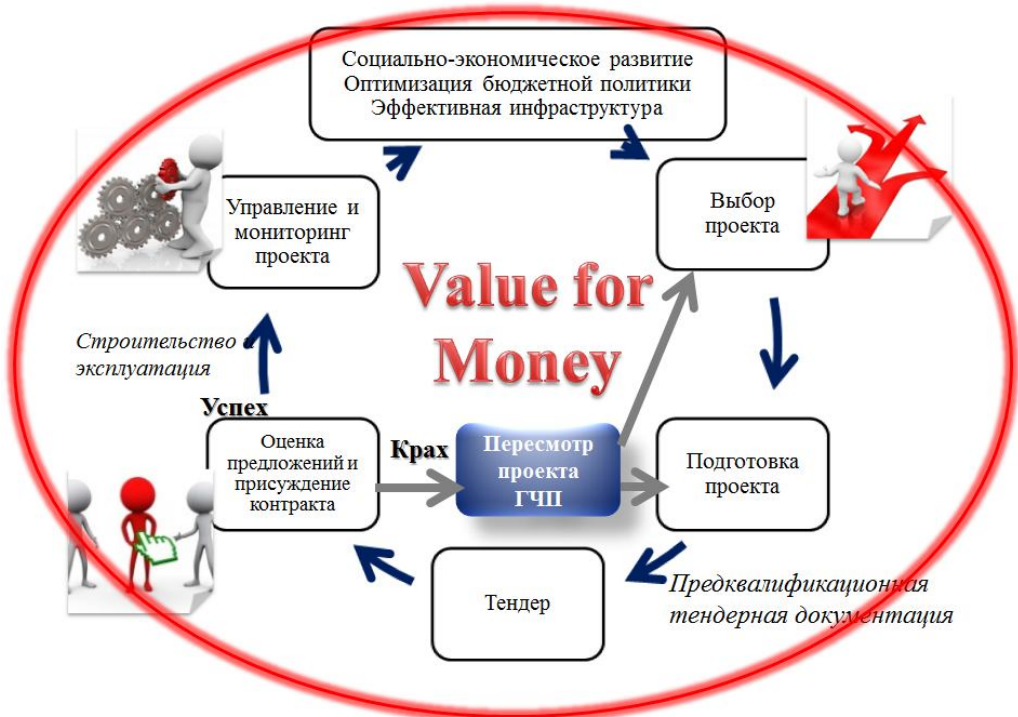 Социально-экономическое развитие
Оптимизация бюджетной политики
Эффективная инфраструктура
Выбор
проекта
Управление и
мониторинг
проекта
Value for
Money
Строительство и
эксплуатация
Успех
Оценка
предложений и
присуждение
контракта
Крах
Пересмотр
проекта
ГЧП
Подготовка
проекта
Тендер
Предквалификационная
тендерная документация